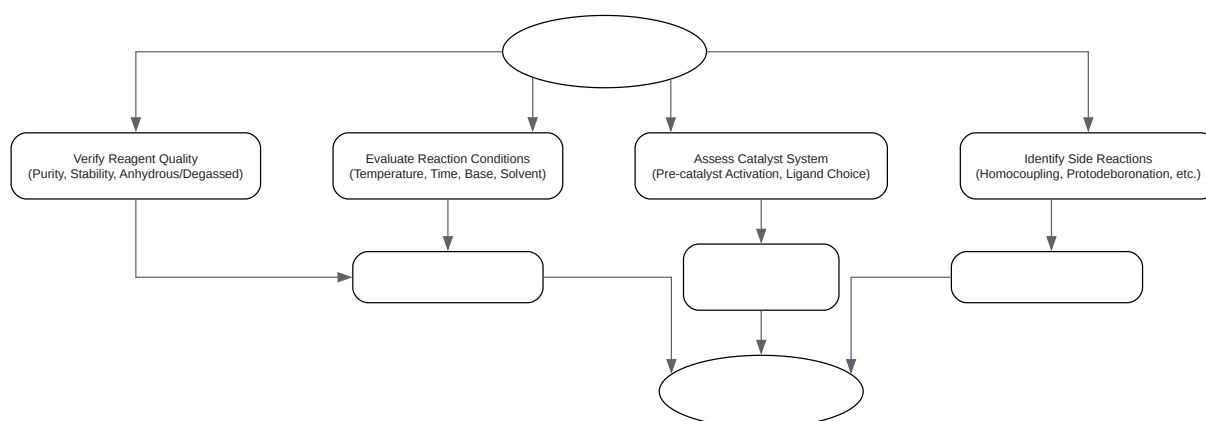 Verify Reagent Quality
(Purity, Stability, Anhydrous/Degassed)
Evaluate Reaction Conditions
(Temperature, Time, Base, Solvent)
Assess Catalyst System
(Pre-catalyst Activation, Ligand Choice)
Identify Side Reactions
(Homocoupling, Protodeboronation, etc.)